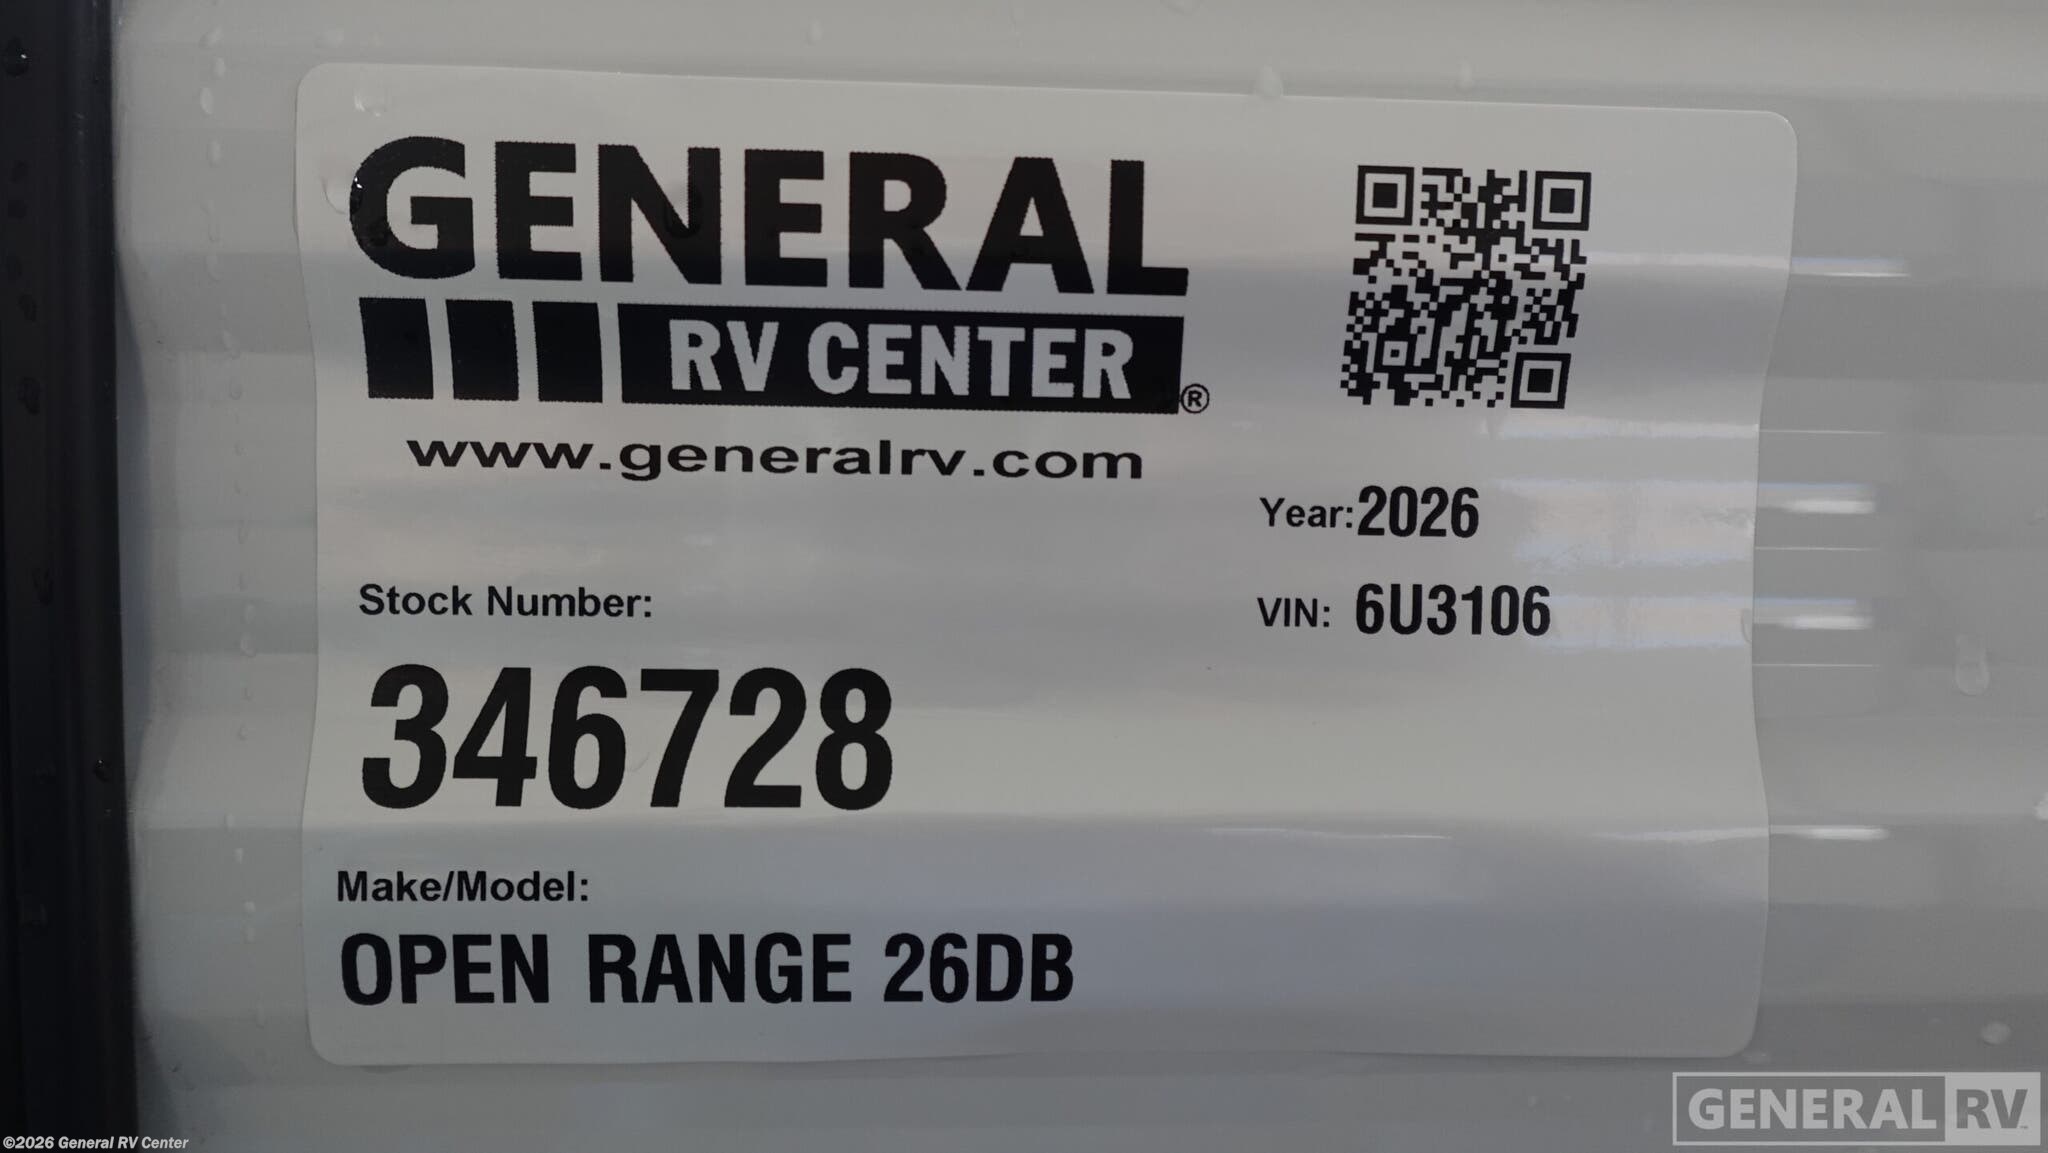 GENERAL
RV CENTER®
www.generalrv.com
Year: 2026
VIN: 6U3106
Stock Number:
346728
Make/Model:
OPEN RANGE 26DB
©2026 General RV Center
GENERAL RV™